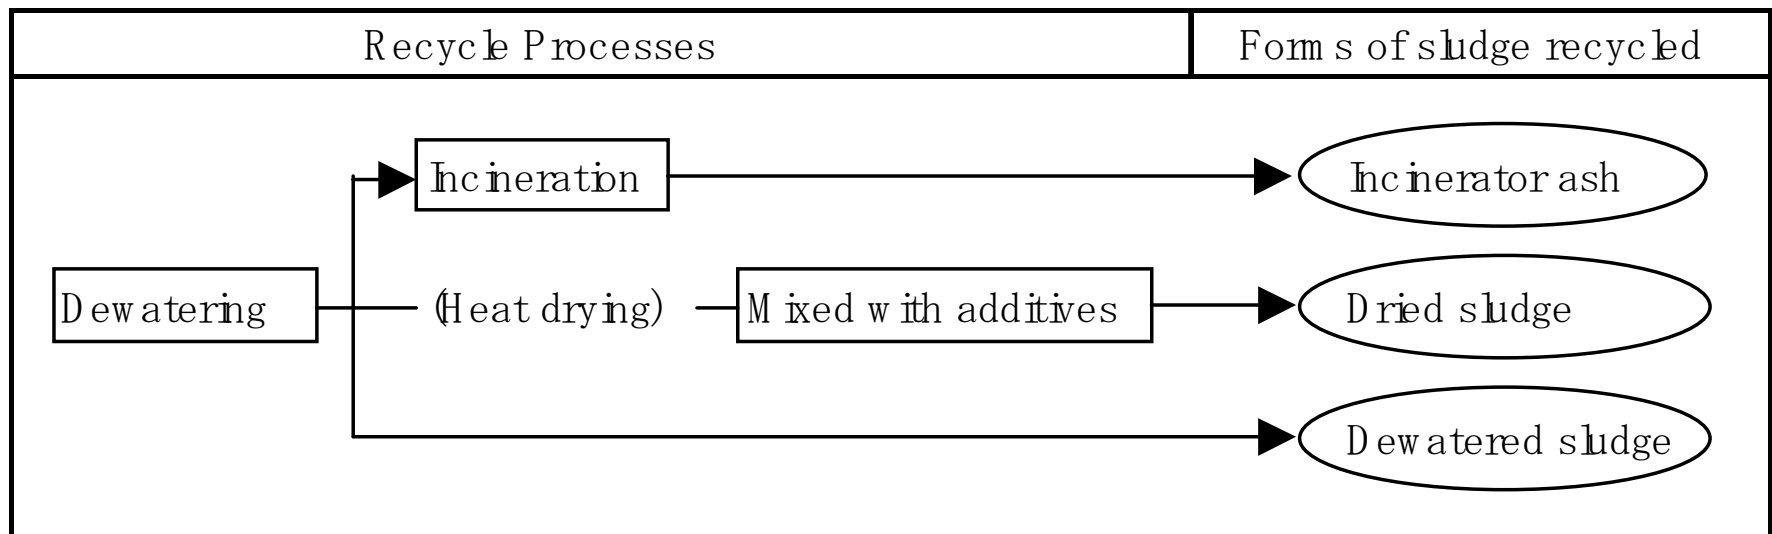 Recycle Processes
Forms of sludge recycled
Incineration
Incinerator ash
Dewatering
(Heat drying)
Mixed with additives
Dried sludge
Dewatered sludge